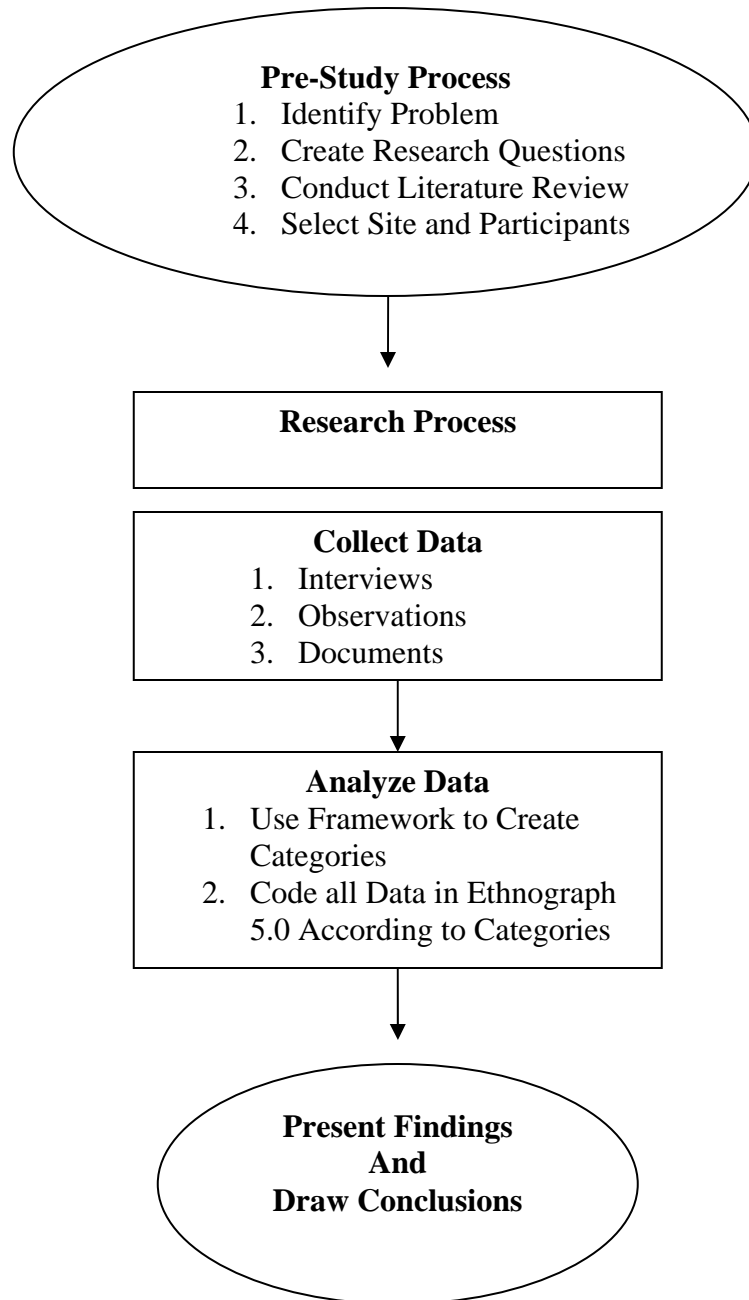 Pre-Study Process
1. Identify Problem
2. Create Research Questions
3. Conduct Literature Review
4. Select Site and Participants
Research Process
Collect Data
1. Interviews
2. Observations
3. Documents
Analyze Data
1. Use Framework to Create
Categories
2. Code all Data in Ethnograph
5.0 According to Categories
Present Findings
And
Draw Conclusions